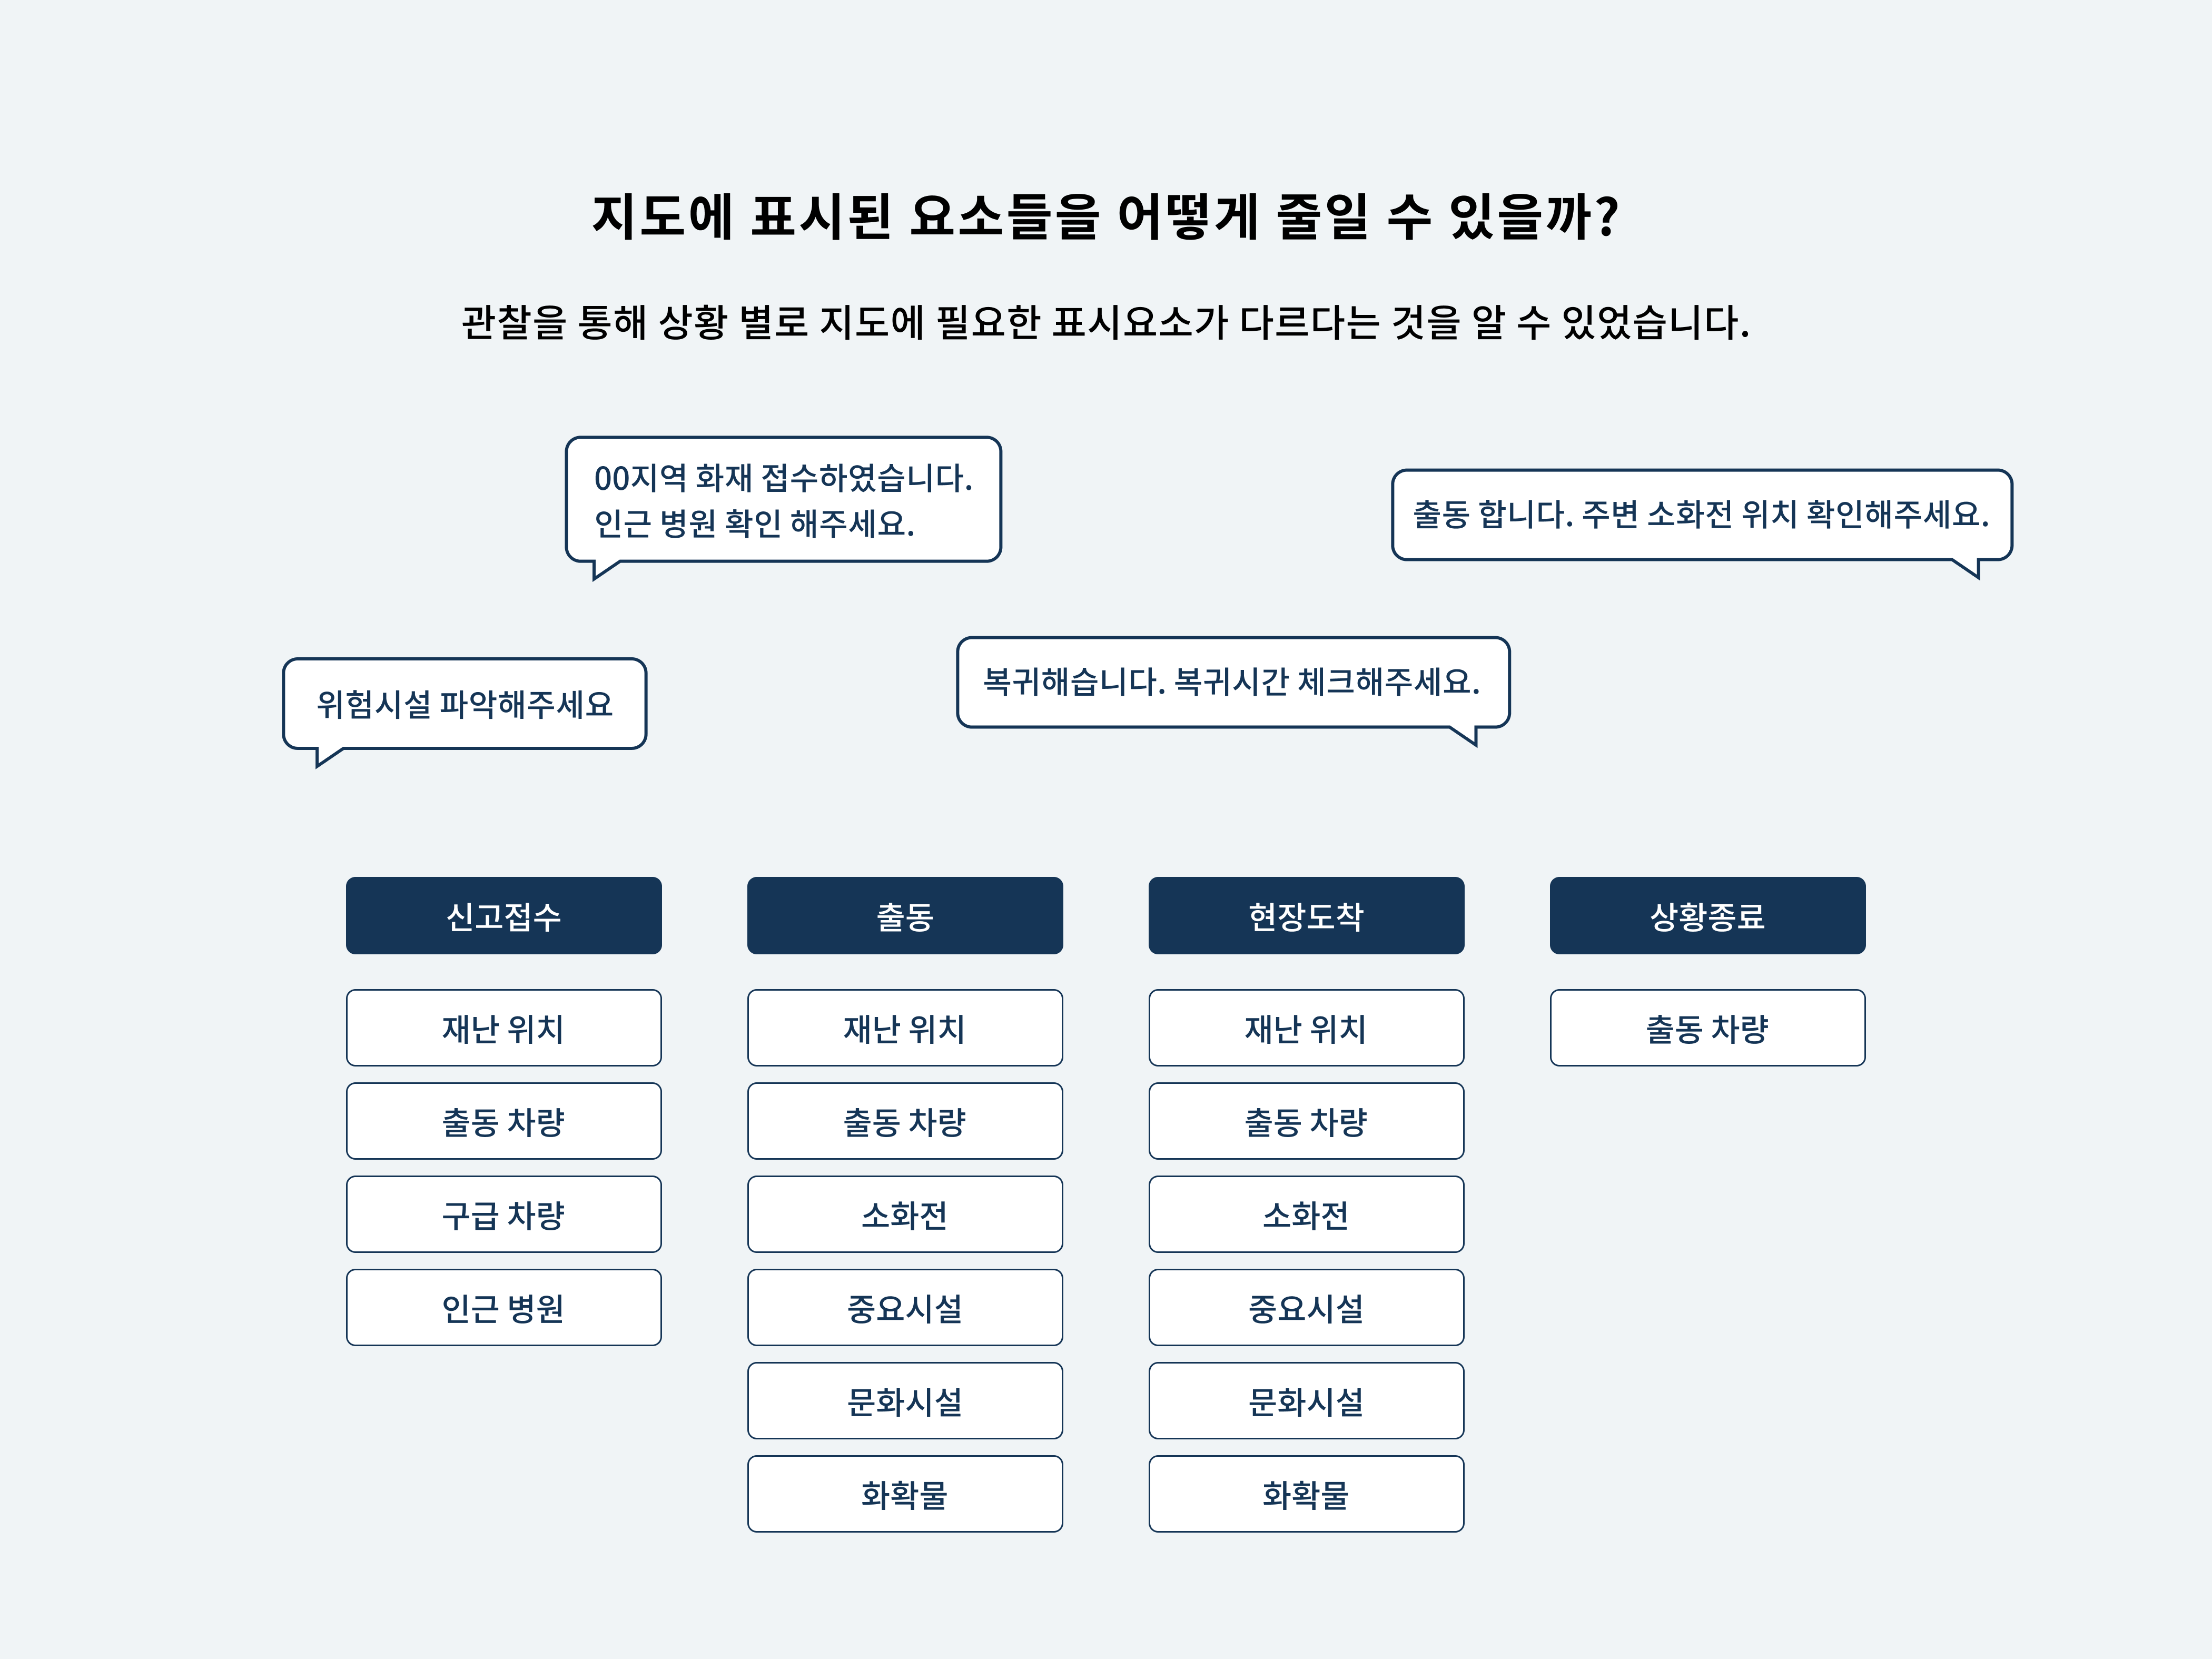 지도에 표시된 요소들을 어떻게 줄일 수 있을까?
관찰을 통해 상황 별로 지도에 필요한 표시요소가 다르다는 것을 알 수 있었습니다.
00지역 화재 접수하였습니다.
인근 병원 확인 해주세요.
출동 합니다. 주변 소화전 위치 확인해주세요.
위험시설 파악해주세요
복귀해습니다. 복귀시간 체크해주세요.
신고접수
재난 위치
출동 차량
구급 차량
인근 병원
출동
재난 위치
출동 차량
소화전
중요시설
문화시설
화확물
현장도착
재난 위치
출동 차량
소화전
중요시설
문화시설
화확물
상황종료
출동 차량